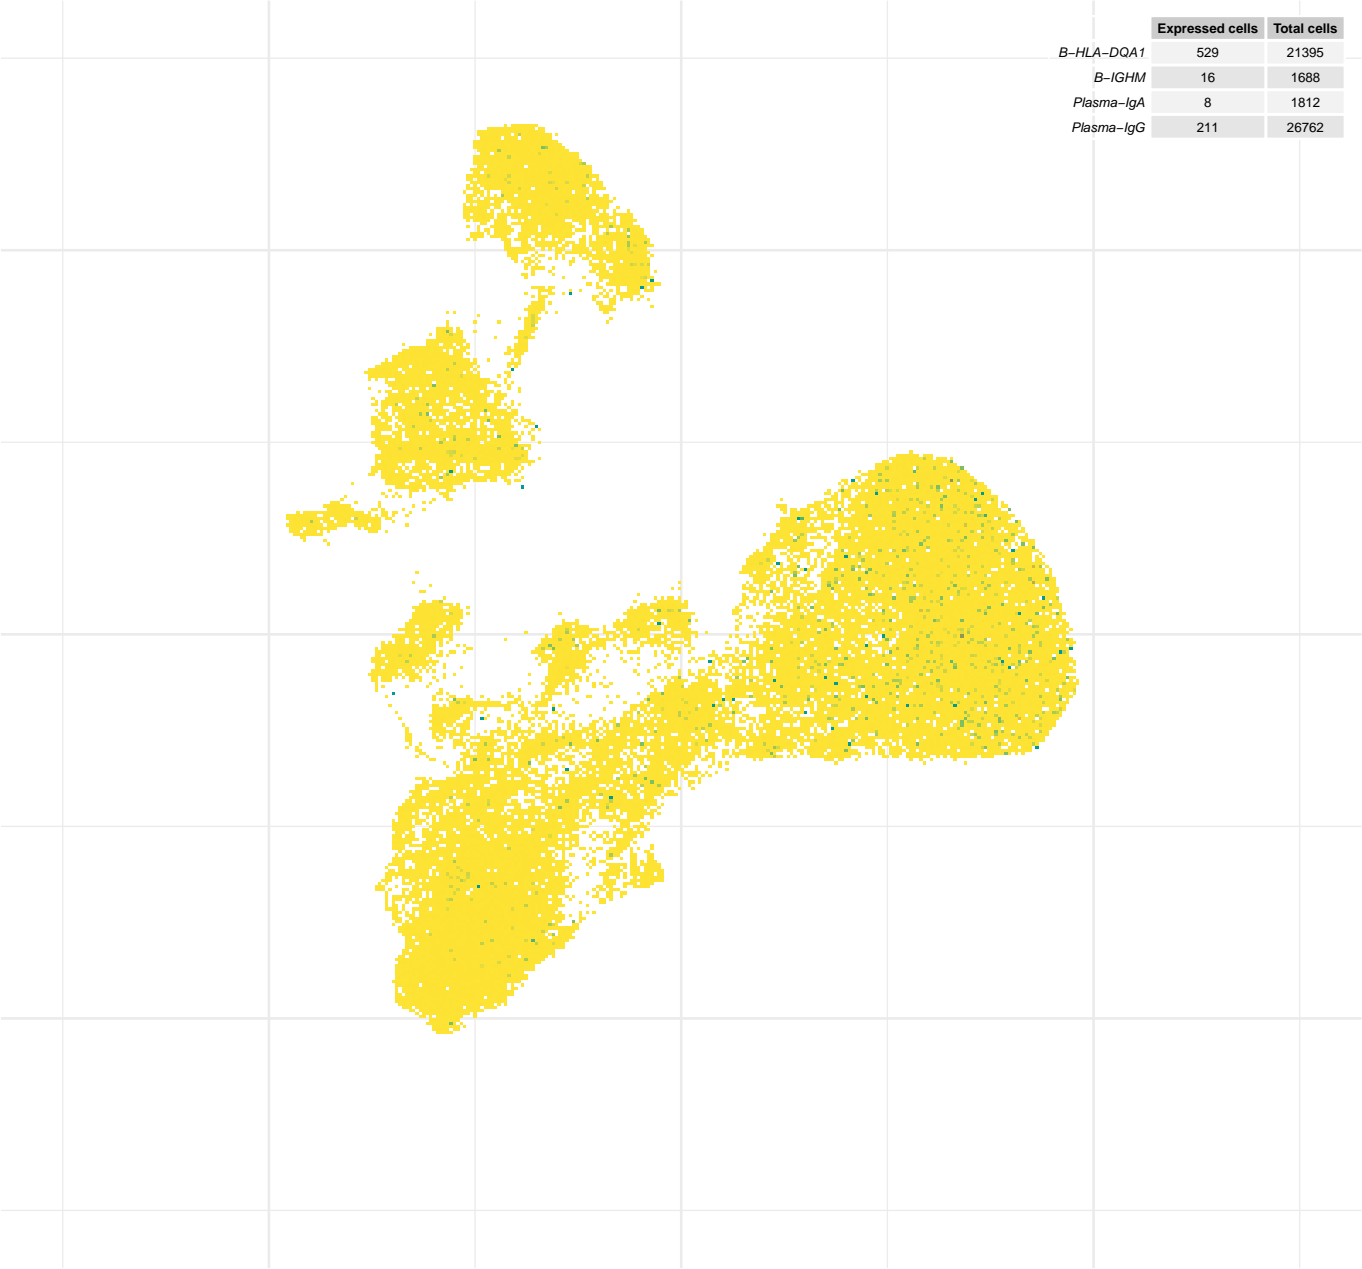 Expressed cells Total cells
B−HLA−DQA1 529 21395
B−IGHM 16 1688
Plasma−IgA 8 1812
Plasma−IgG 211 26762